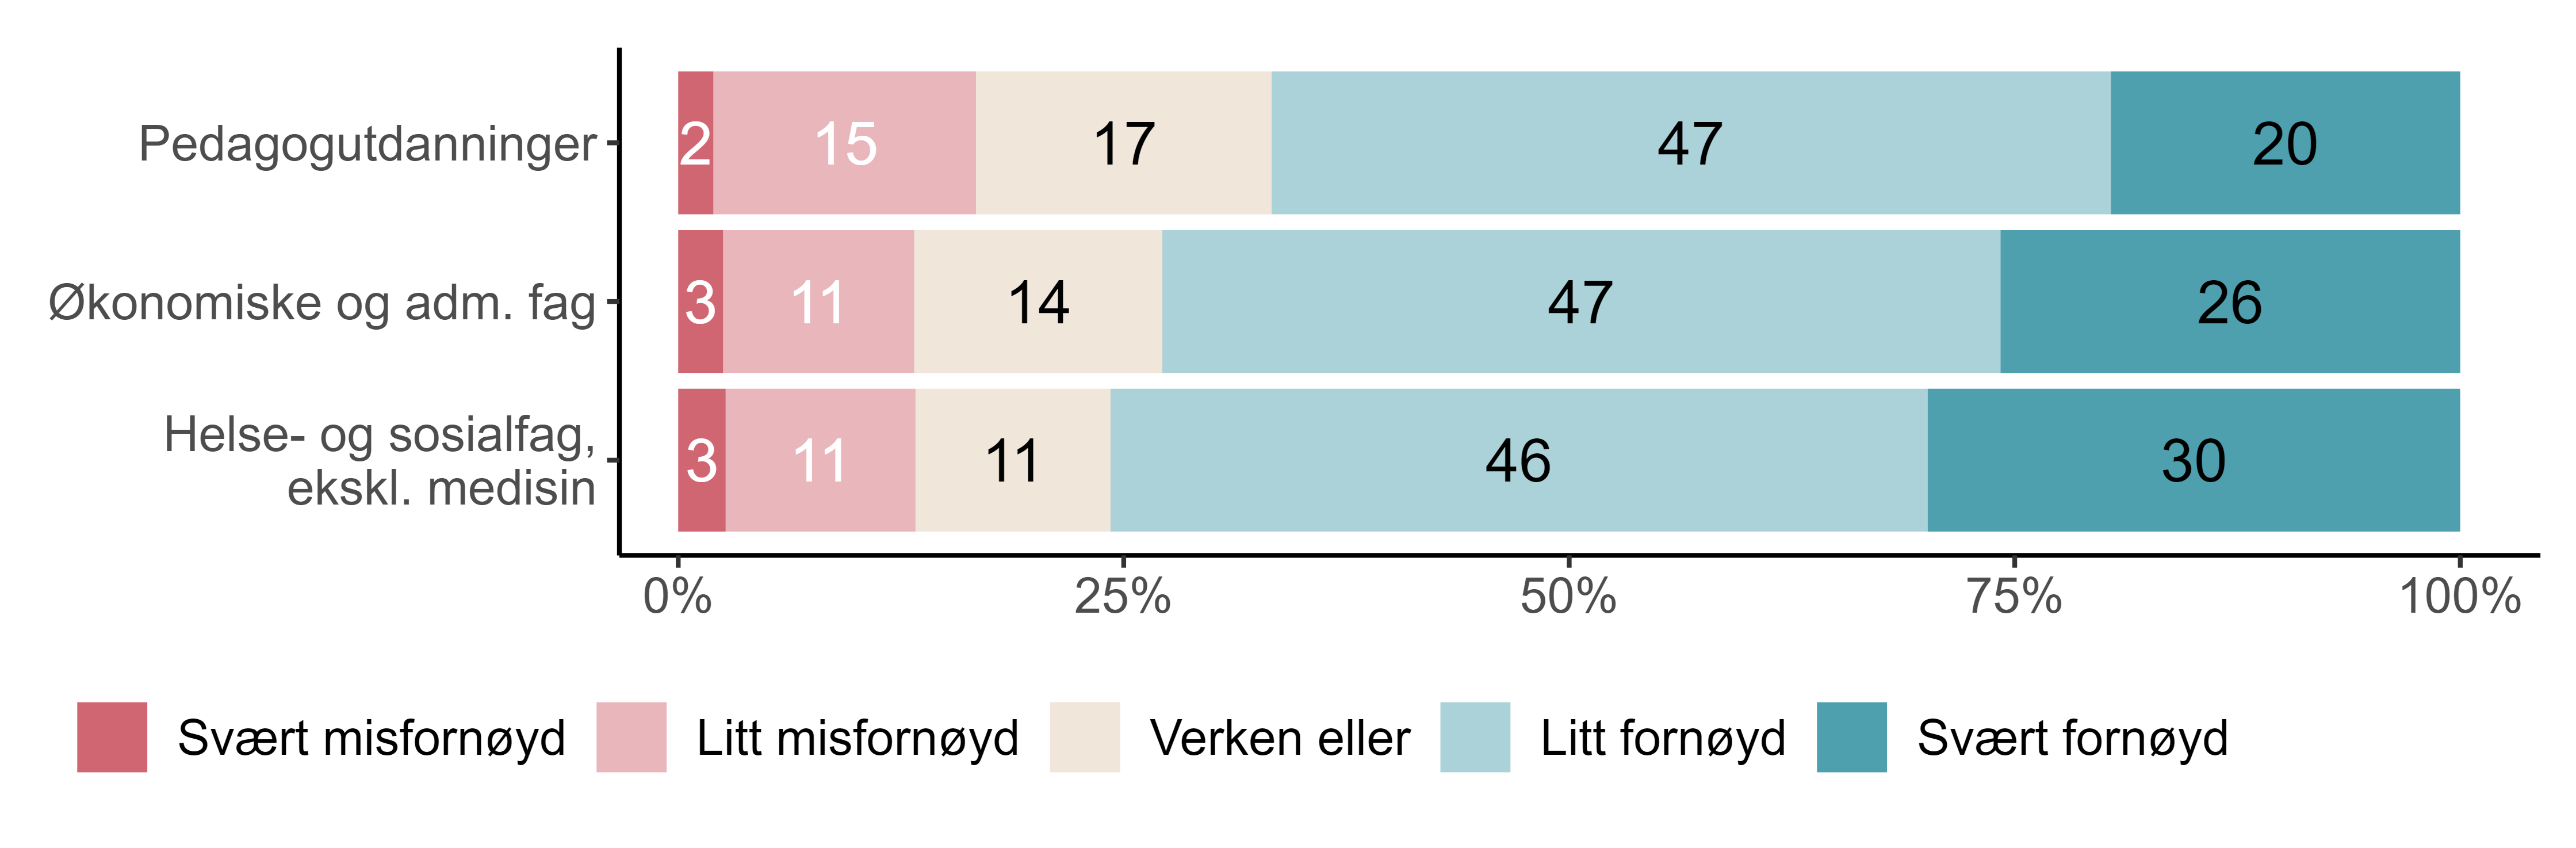 Pedagogutdanninger 2 15 17 47 20
Økonomiske og adm. fag 3 11 14 47 26
Helse- og sosialfag,
ekskl. medisin 3 11 11 46 30
0% 25% 50% 75% 100%
Svært misfornøyd Litt misfornøyd Verken eller Litt fornøyd Svært fornøyd